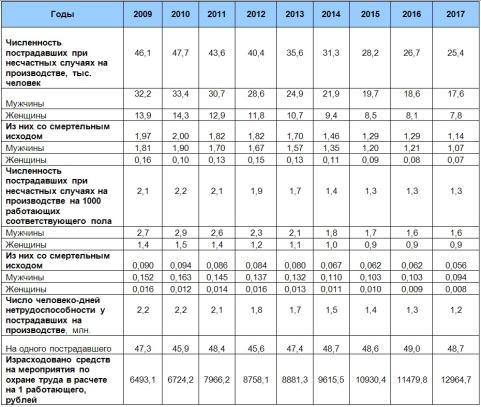 Годы 2009 2010 2011 2012 2013 2014 2015 2016 2017
Численность
пострадавших при
несчастных случаях на
производстве, тыс.
человек 46,1 47,7 43,6 40,4 35,6 31,3 28,2 26,7 25,4
Мужчины 32,2 33,4 30,7 28,6 24,9 21,9 19,7 18,6 17,6
Женщины 13,9 14,3 12,9 11,8 10,7 9,4 8,5 8,1 7,8
Из них со смертельным
исходом 1,97 2,00 1,82 1,82 1,70 1,46 1,29 1,29 1,14
Мужчины 1,81 1,90 1,70 1,67 1,57 1,35 1,20 1,21 1,07
Женщины 0,16 0,10 0,13 0,15 0,13 0,11 0,09 0,08 0,07
Численность
пострадавших при
несчастных случаях на
производстве на 1000
работающих
соответствующего пола 2,1 2,2 2,1 1,9 1,7 1,4 1,3 1,3 1,3
Мужчины 2,7 2,9 2,6 2,3 2,1 1,8 1,7 1,6 1,6
Женщины 1,4 1,5 1,4 1,2 1,1 1,0 0,9 0,9 0,9
Из них со смертельным
исходом 0,090 0,094 0,086 0,084 0,080 0,067 0,062 0,062 0,056
Мужчины 0,152 0,163 0,145 0,137 0,132 0,110 0,103 0,103 0,094
Женщины 0,016 0,012 0,014 0,016 0,013 0,011 0,010 0,009 0,008
Число человеко-дней
нетрудоспособности у
пострадавших на
производстве, млн. 2,2 2,2 2,1 1,8 1,7 1,5 1,4 1,3 1,2
На одного пострадавшего 47,3 45,9 48,4 45,6 47,4 48,7 48,6 49,0 48,7
Израсходовано средств
на мероприятия по
охране труда в расчете
на 1 работающего,
рублей 6493,1 6724,2 7966,2 8758,1 8881,3 9615,5 10930,4 11479,8 12964,7